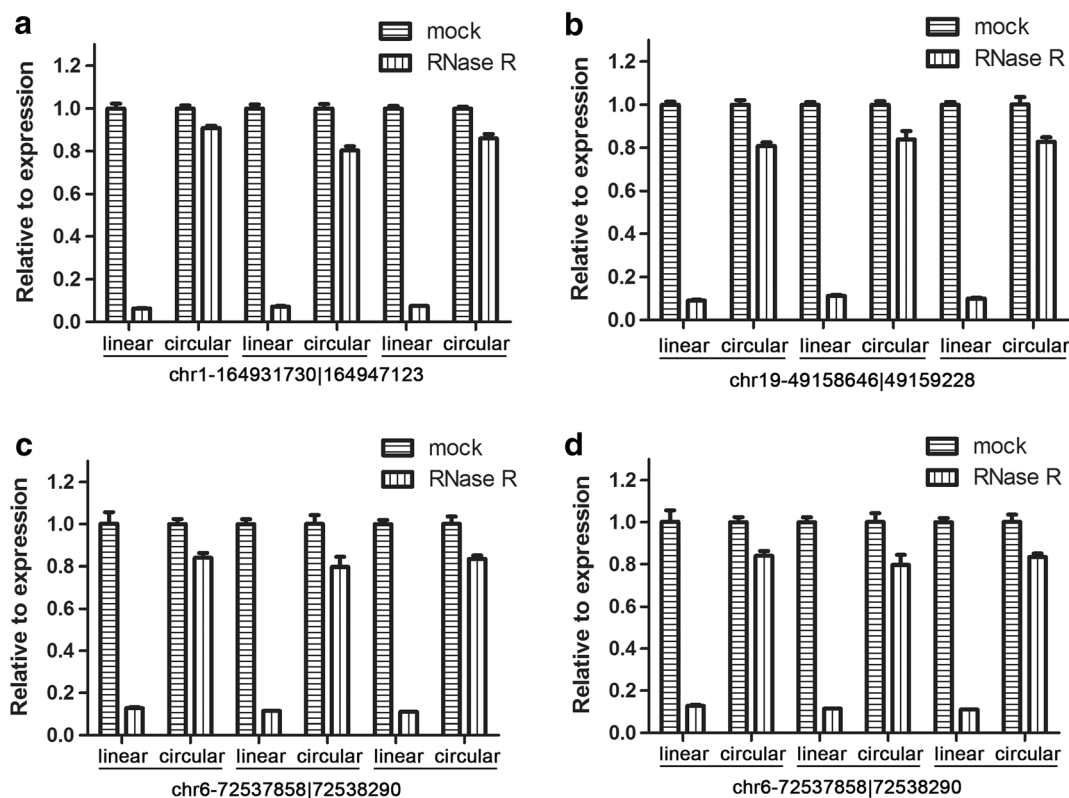 a
mock
RNase R
Relative to expression
1.2
1.0
0.8
0.6
0.4
0.2
0.0
linear circular linear circular linear circular
chr1-164931730|164947123
b
mock
RNase R
Relative to expression
1.2
1.0
0.8
0.6
0.4
0.2
0.0
linear circular linear circular linear circular
chr19-49158646|49159228
c
mock
RNase R
Relative to expression
1.2
1.0
0.8
0.6
0.4
0.2
0.0
linear circular linear circular linear circular
chr6-72537858|72538290
d
mock
RNase R
Relative to expression
1.2
1.0
0.8
0.6
0.4
0.2
0.0
linear circular linear circular linear circular
chr6-72537858|72538290